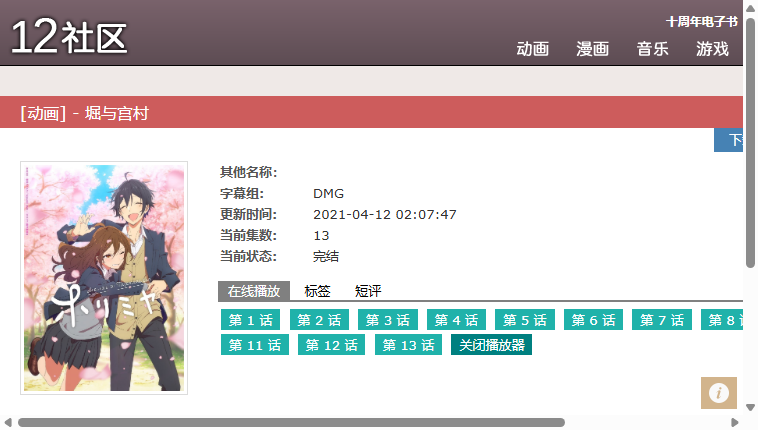 12社区
十周年电子书
动画 漫画 音乐 游戏
[动画] - 堀与宫村
下
其他名称:
字幕组: DMG
更新时间: 2021-04-12 02:07:47
当前集数: 13
当前状态: 完结
ホリミヤ
在线播放 标签 短评
第 1 话 第 2 话 第 3 话 第 4 话 第 5 话 第 6 话 第 7 话 第 8
第 11 话 第 12 话 第 13 话 关闭播放器
i